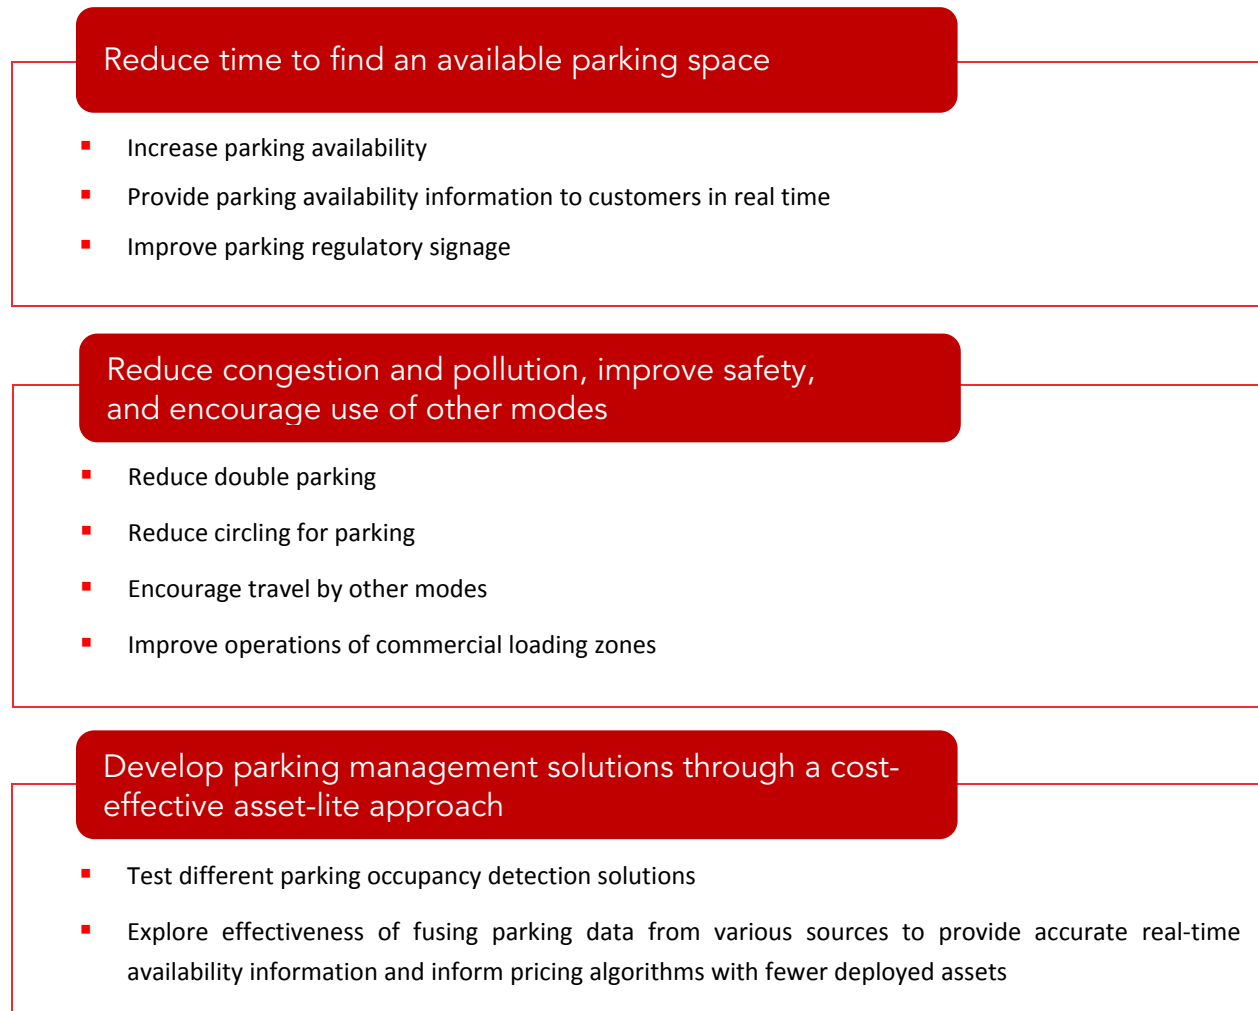 Reduce time to find an available parking space
▪ Increase parking availability
▪ Provide parking availability information to customers in real time
▪ Improve parking regulatory signage
Reduce congestion and pollution, improve safety,
and encourage use of other modes
▪ Reduce double parking
▪ Reduce circling for parking
▪ Encourage travel by other modes
▪ Improve operations of commercial loading zones
Develop parking management solutions through a cost-
effective asset-lite approach
▪ Test different parking occupancy detection solutions
▪ Explore effectiveness of fusing parking data from various sources to provide accurate real-time
availability information and inform pricing algorithms with fewer deployed assets